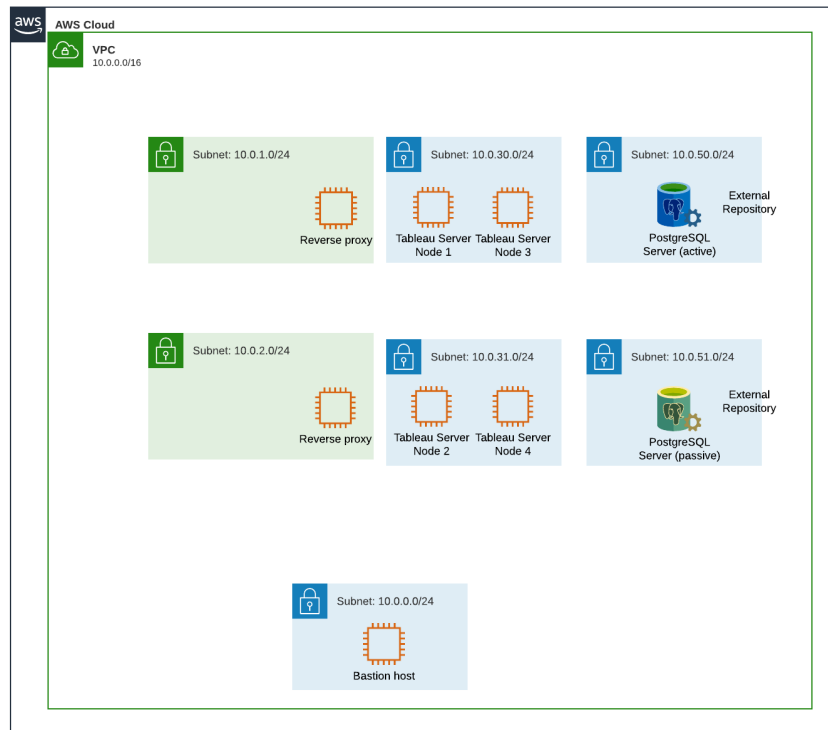 aws
AWS Cloud
VPC
10.0.0.0/16
Subnet: 10.0.1.0/24
Reverse proxy
Subnet: 10.0.30.0/24
Tableau Server
Node 1
Tableau Server
Node 3
Subnet: 10.0.50.0/24
External
Repository
PostgreSQL
Server (active)
Subnet: 10.0.2.0/24
Reverse proxy
Subnet: 10.0.31.0/24
Tableau Server
Node 2
Tableau Server
Node 4
Subnet: 10.0.51.0/24
External
Repository
PostgreSQL
Server (passive)
Subnet: 10.0.0.0/24
Bastion host